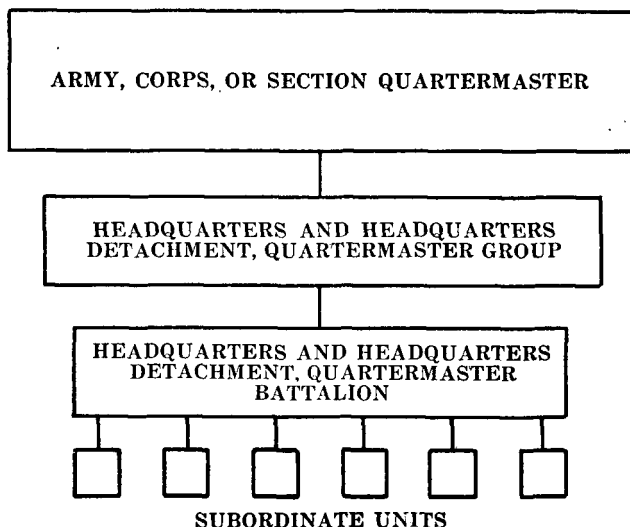 ARMY, CORPS, OR SECTION QUARTERMASTER
HEADQUARTERS AND HEADQUARTERS
DETACHMENT, QUARTERMASTER GROUP
HEADQUARTERS AND HEADQUARTERS
DETACHMENT, QUARTERMASTER
BATTALION
SUBORDINATE UNITS